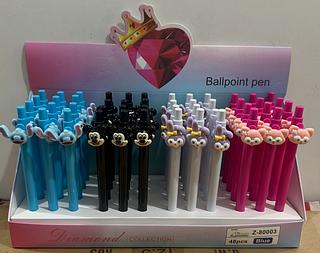 Ballpoint pen
Diamond COLLECTION
Z-80003
48pcs Blue